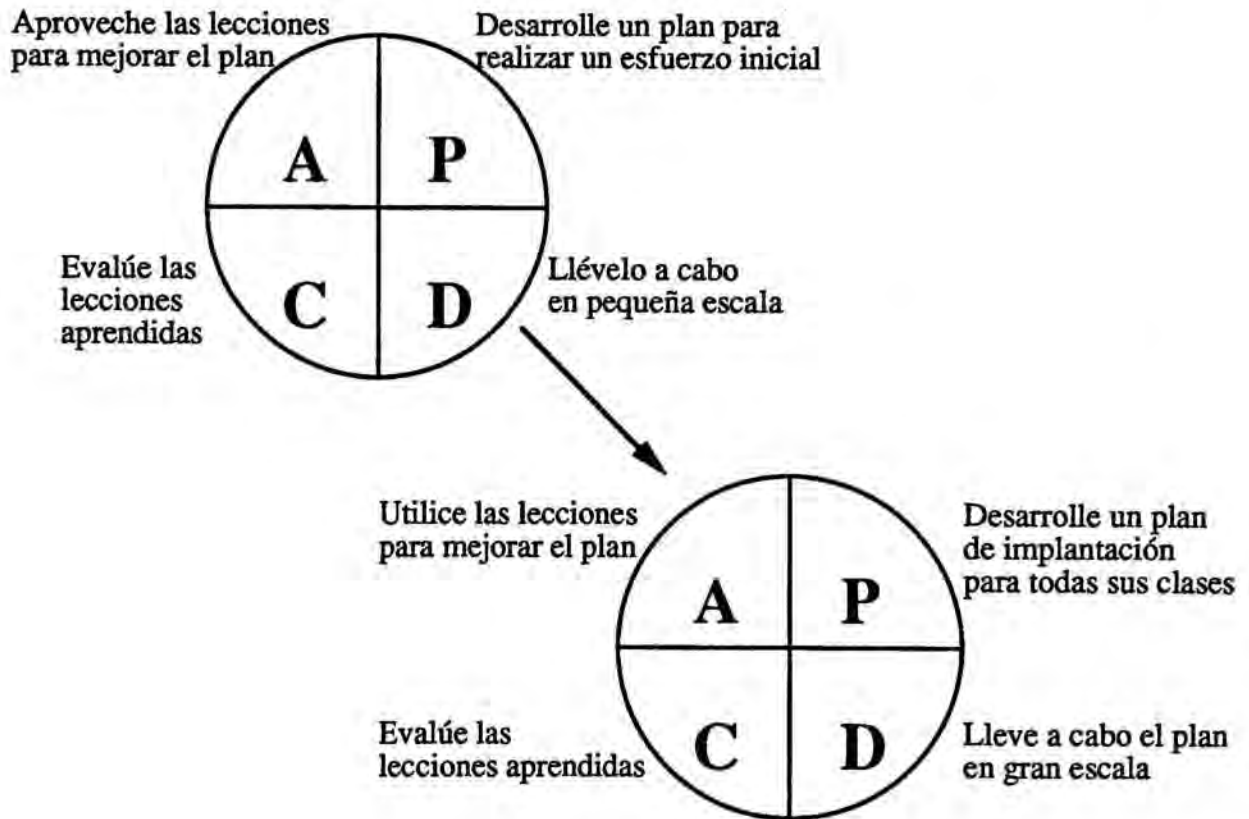 Aproveche las lecciones
para mejorar el plan
Desarrolle un plan para
realizar un esfuerzo inicial
A
P
Evalúe las
lecciones
aprendidas
C
D
Llévelo a cabo
en pequeña escala
Utilice las lecciones
para mejorar el plan
Desarrolle un plan
de implantación
para todas sus clases
A
P
Evalúe las
lecciones aprendidas
C
D
Lleve a cabo el plan
en gran escala